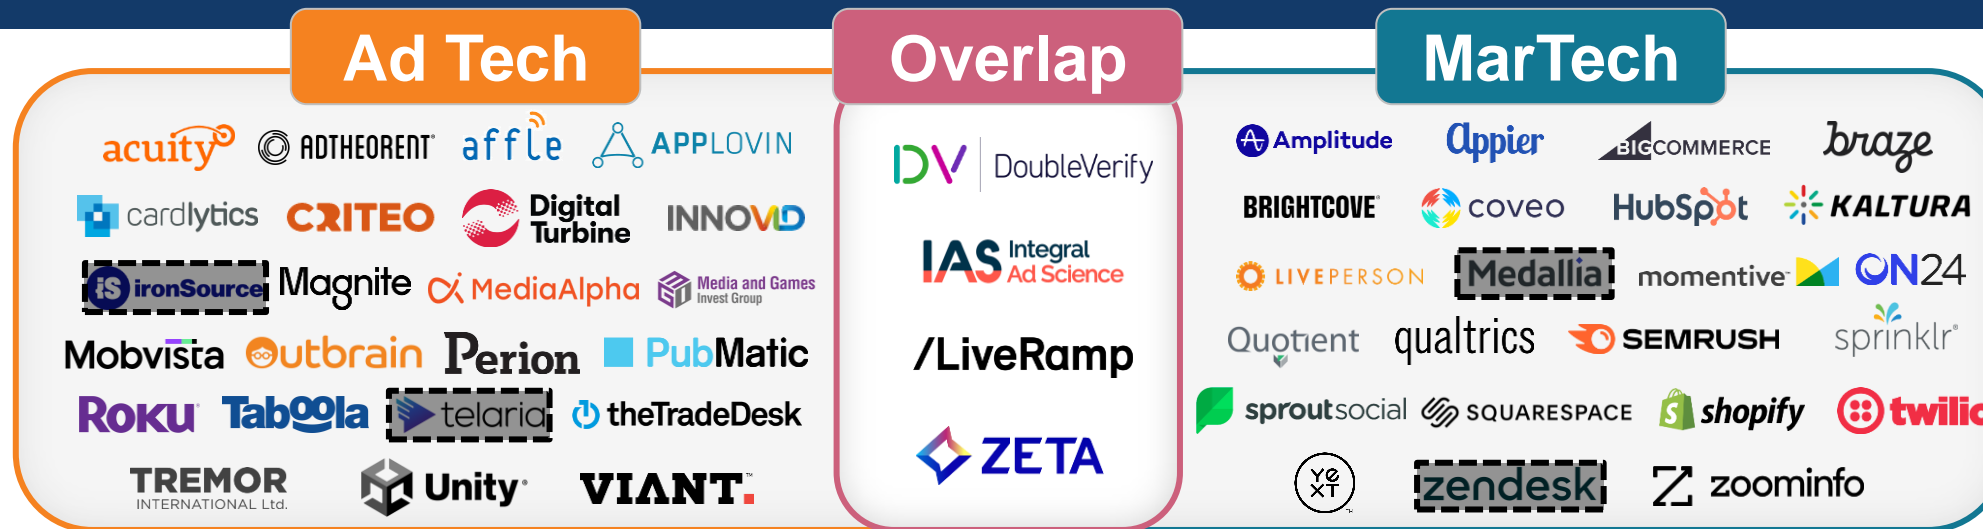 Ad Tech
Overlap
MarTech
acuity
ADTHEORENT®
affle
APPLOVIN
cardlytics
CRITEO
Digital
Turbine
INNOVID
ironSource
Magnite
MediaAlpha
Media and Games
Invest Group
Mobvista
Outbrain
Perion
PubMatic
Roku
Taboola
telaria
theTradeDesk
TREMOR
INTERNATIONAL Ltd.
Unity®
VIANT.™
DV DoubleVerify
IAS Integral
Ad Science
/LiveRamp
ZETA
Amplitude
Appier
BIGCOMMERCE
braze
BRIGHTCOVE®
coveo
HubSpot
KALTURA
LIVEPERSON
Medallia
momentive™
ON24
Quotient
qualtrics
SEMRUSH
sprinklr®
sproutsocial
SQUARESPACE
shopify
twilio
YEXT
zendesk
zoominfo